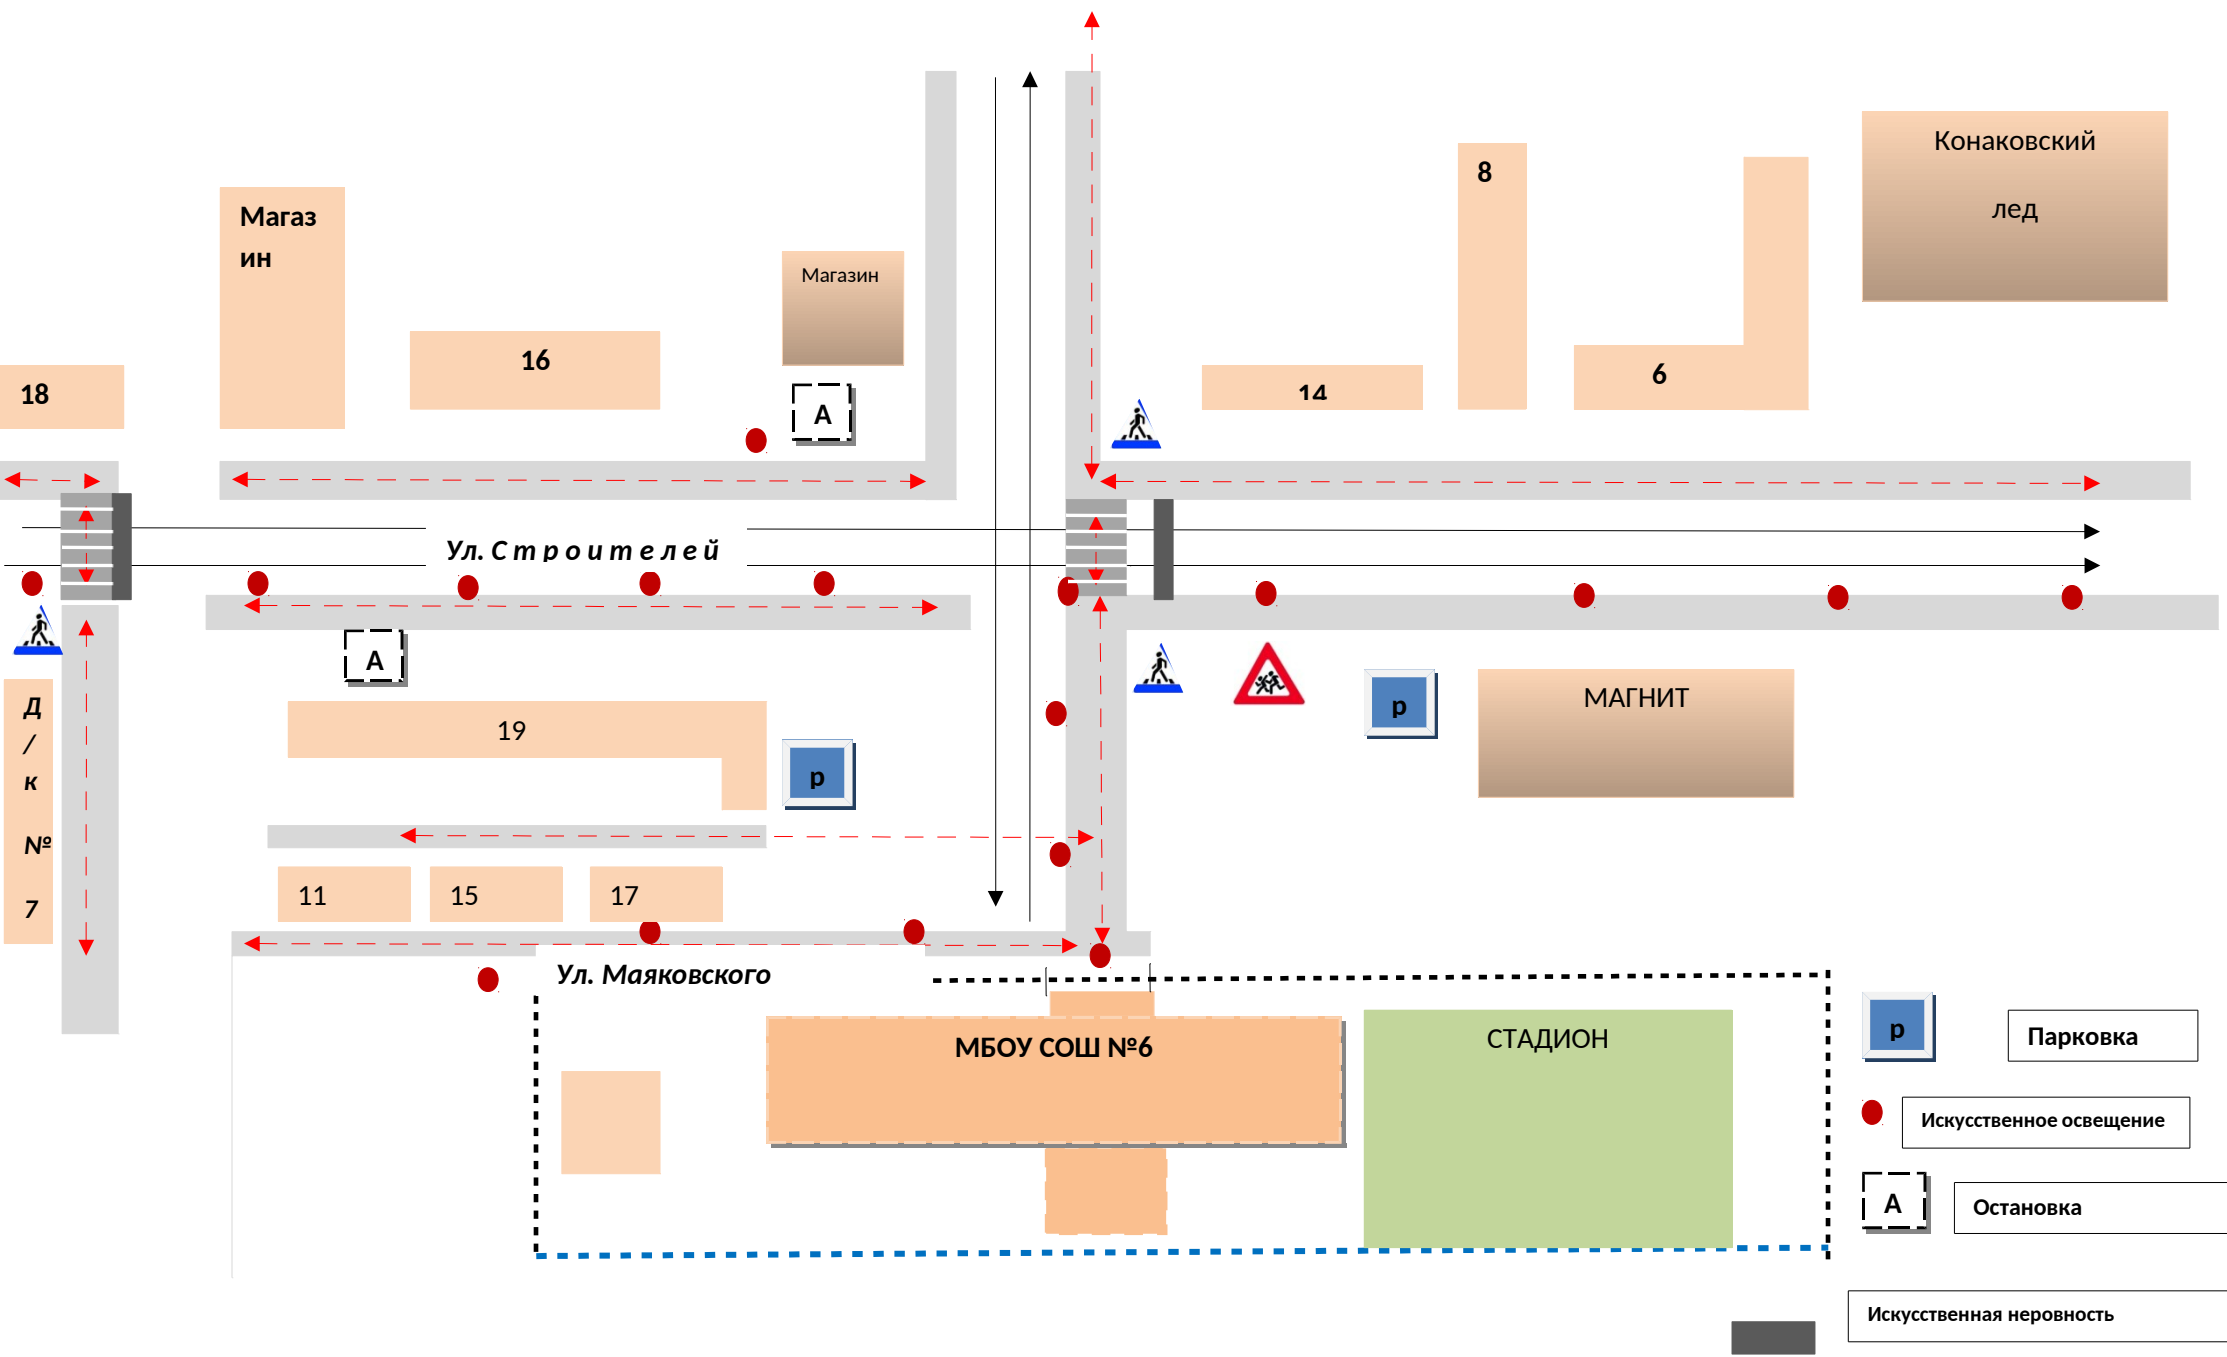 Конаковский
лед
8
Магаз
ин
Магазин
16
6
14
18
А
Ул. С т р о и т е л е й
А
Д
/
к
№
7
р
МАГНИТ
19
р
11
15
17
Ул. Маяковского
МБОУ СОШ №6
СТАДИОН
р
Парковка
Искусственное освещение
А
Остановка
Искусственная неровность